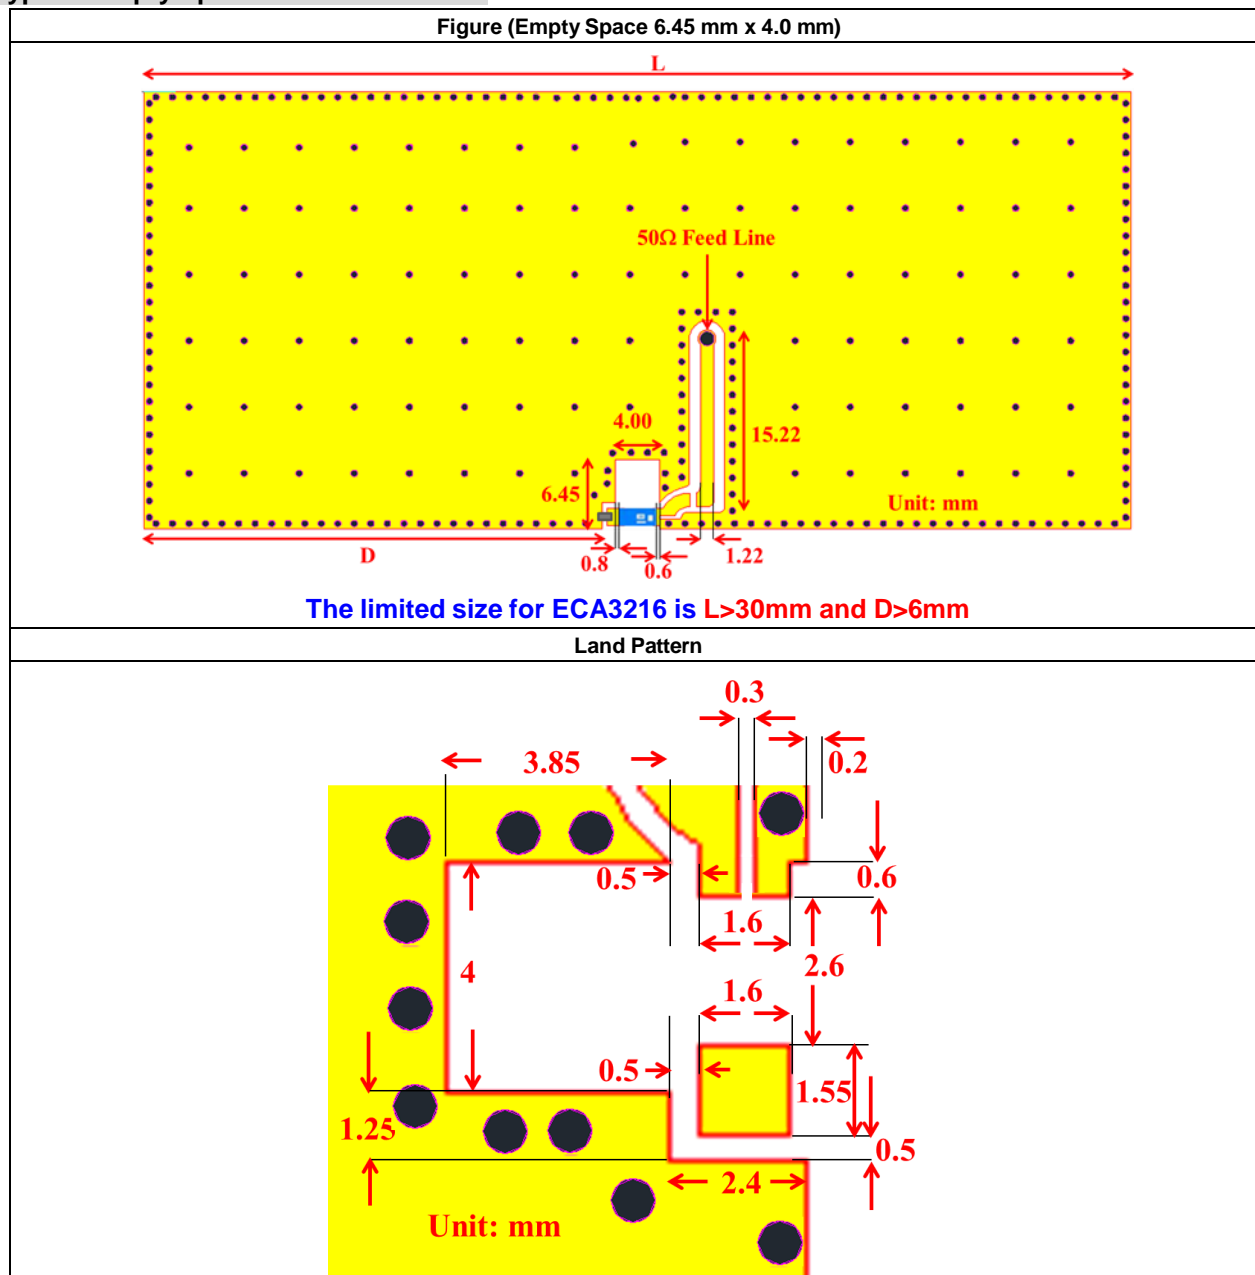 Figure (Empty Space 6.45 mm x 4.0 mm)
L
50Ω Feed Line
4.00
15.22
6.45
Unit: mm
D
0.8
0.6
1.22
The limited size for ECA3216 is L>30mm and D>6mm
Land Pattern
0.3
3.85
0.2
0.5
0.6
1.6
4
2.6
1.6
0.5
1.55
1.25
0.5
2.4
Unit: mm